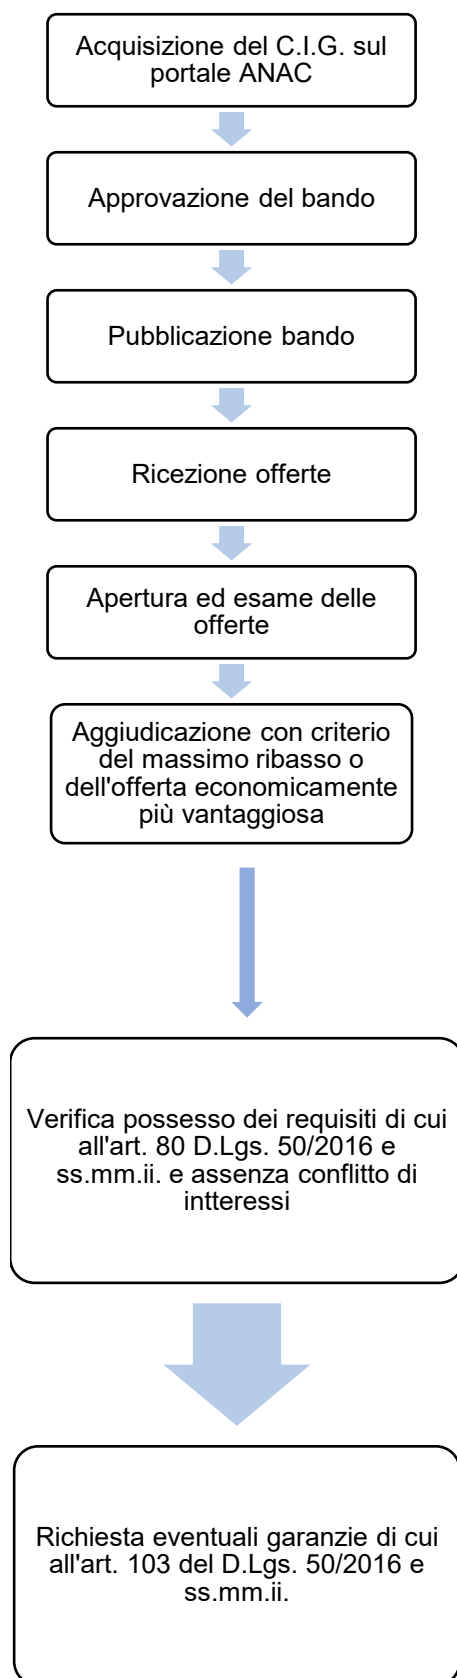 Acquisizione del C.I.G. sul
portale ANAC
Approvazione del bando
Pubblicazione bando
Ricezione offerte
Apertura ed esame delle
offerte
Aggiudicazione con criterio
del massimo ribasso o
dell'offerta economicamente
più vantaggiosa
Verifica possesso dei requisiti di cui
all'art. 80 D.Lgs. 50/2016 e
ss.mm.ii. e assenza conflitto di
intteressi
Richiesta eventuali garanzie di cui
all'art. 103 del D.Lgs. 50/2016 e
ss.mm.ii.